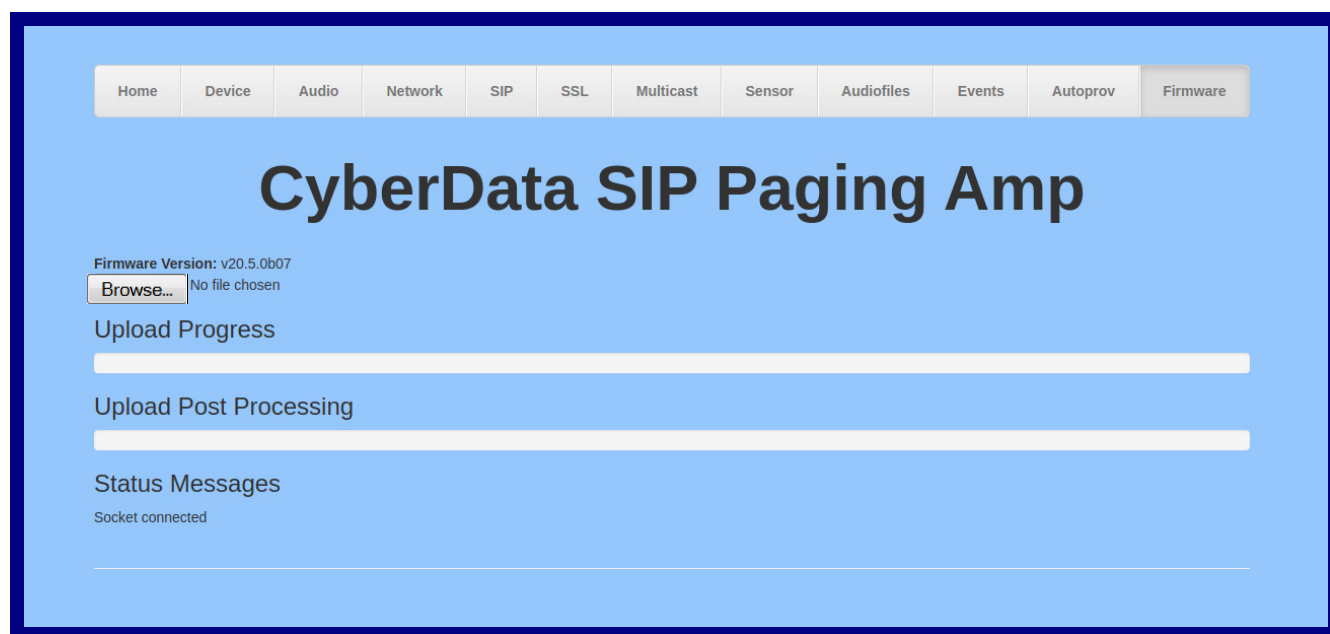 Home Device Audio Network SIP SSL Multicast Sensor Audiofiles Events Autoprov Firmware
CyberData SIP Paging Amp
Firmware Version: v20.5.0b07
Browse... No file chosen
Upload Progress
Upload Post Processing
Status Messages
Socket connected